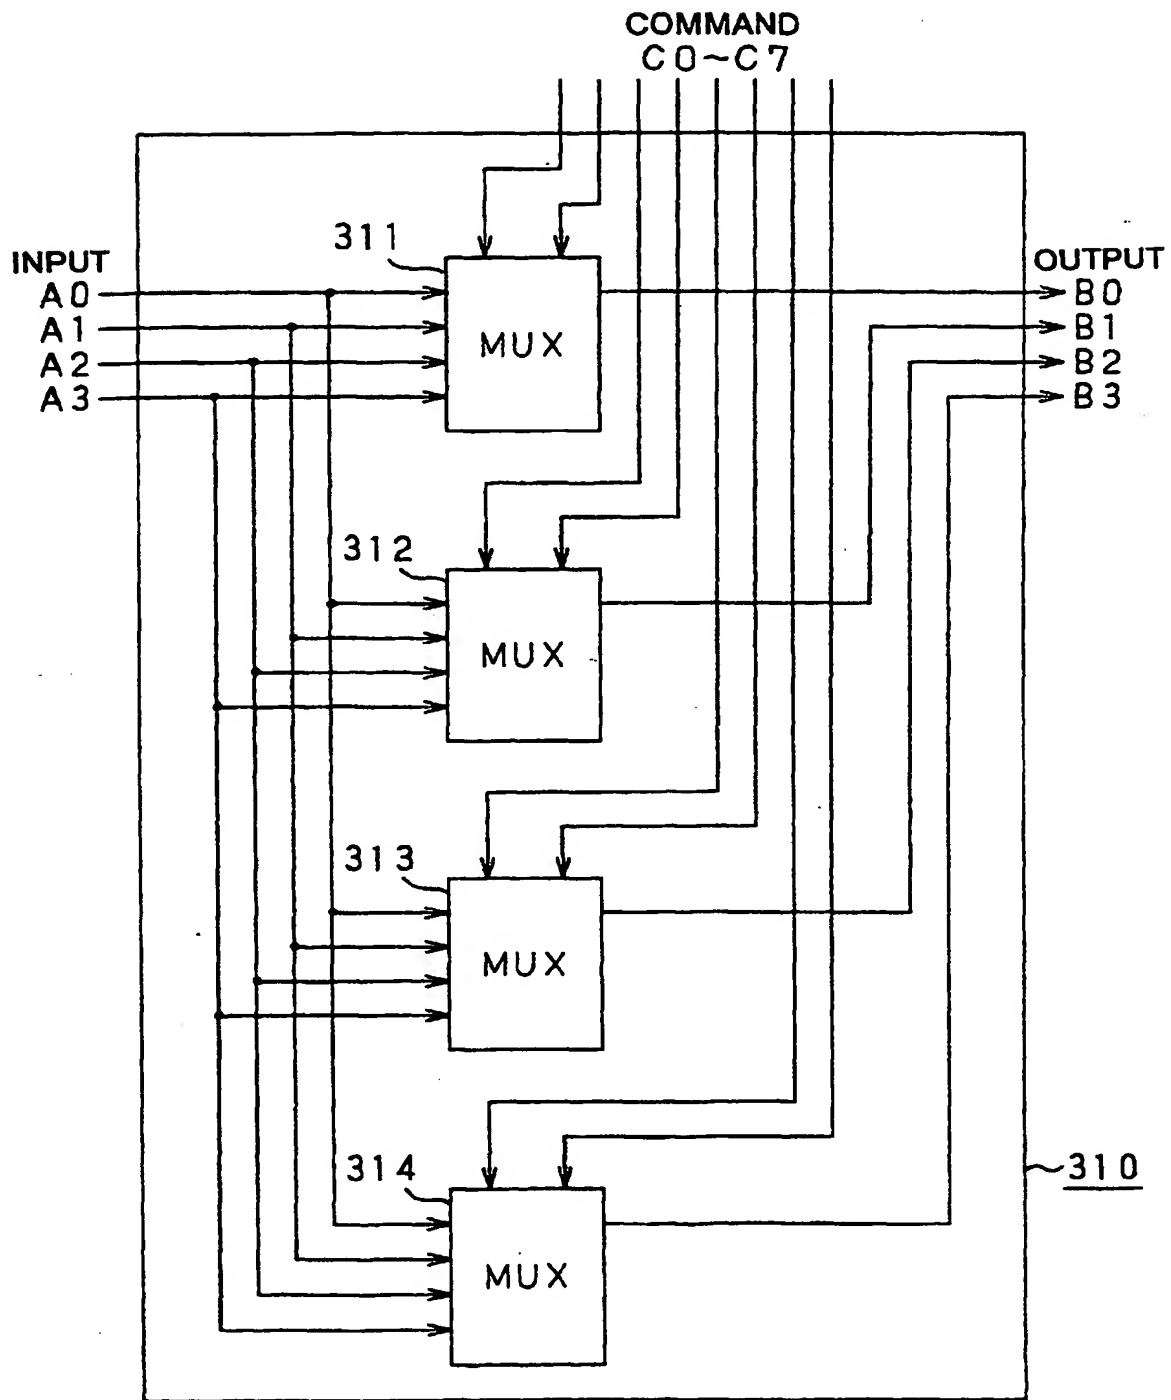 COMMAND
C0~C7
311
INPUT
A0
A1
A2
A3
MUX
OUTPUT
B0
B1
B2
B3
312
MUX
313
MUX
314
MUX
310